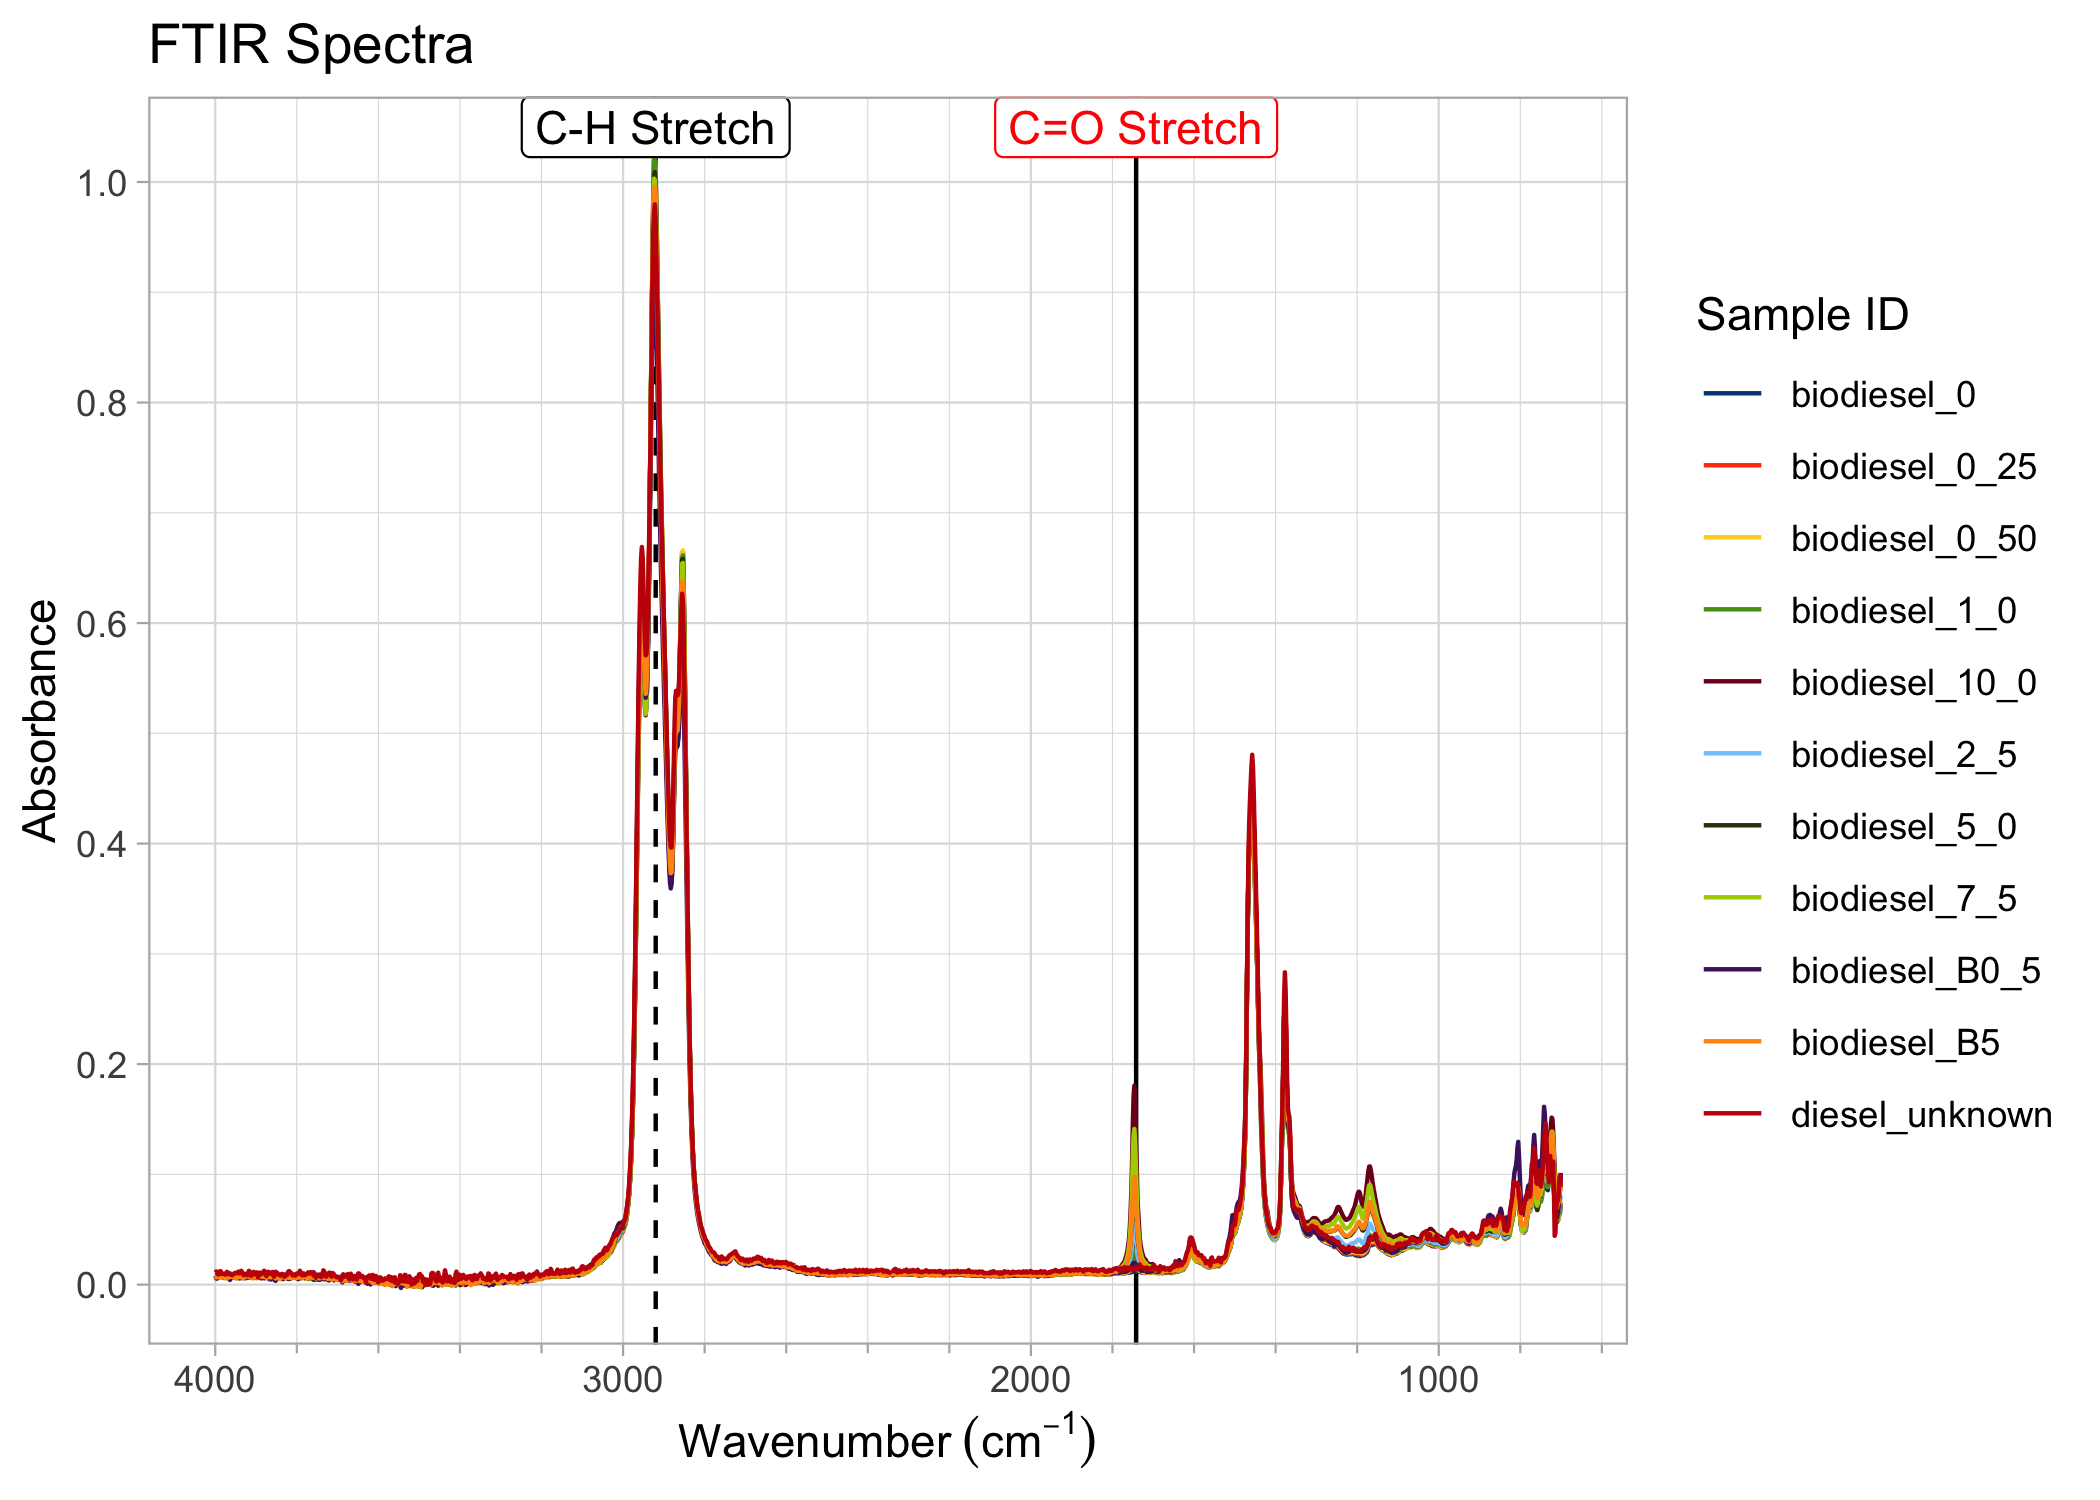 FTIR Spectra
C-H Stretch
C=O Stretch
1.0
0.8
0.6
0.4
0.2
0.0
Absorbance
4000
3000
2000
1000
Wavenumber (cm⁻¹)
Sample ID
biodiesel_0
biodiesel_0_25
biodiesel_0_50
biodiesel_1_0
biodiesel_10_0
biodiesel_2_5
biodiesel_5_0
biodiesel_7_5
biodiesel_B0_5
biodiesel_B5
diesel_unknown